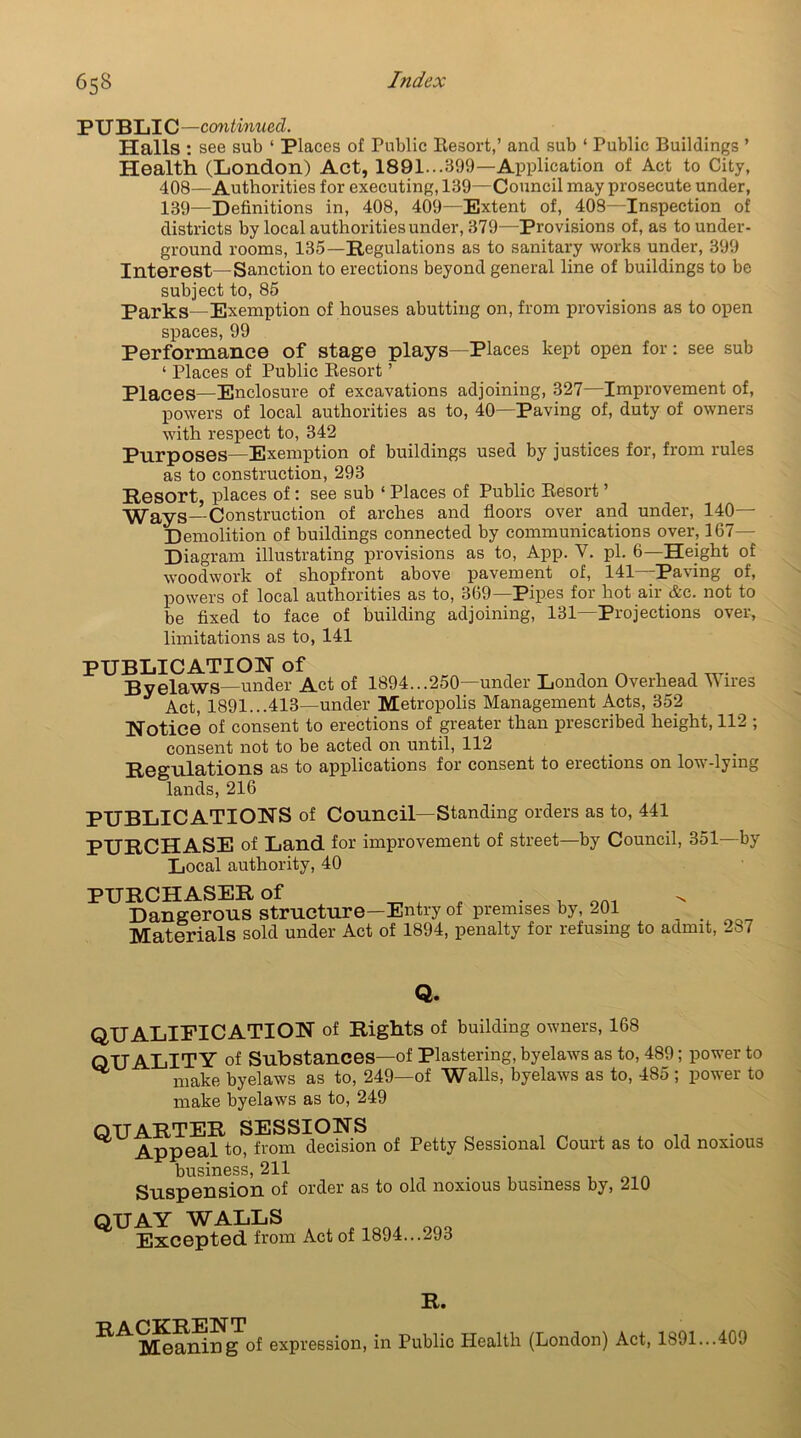 658 Index
PUBLIC—continued.
Halls : see sub ‘ Places of Public Resort,’ and sub ‘ Public Buildings ’
Health (London) Act, 1891...399—Application of Act to City,
408—Authorities for executing, 139—Council may prosecute under,
139—Definitions in, 408, 409—Extent of, 408—Inspection of
districts by local authorities under, 379—Provisions of, as to under-
ground rooms, 135—Regulations as to sanitary works under, 399
Interest—Sanction to erections beyond general line of buildings to be
subject to, 85
Parks—Exemption of houses abutting on, from provisions as to open
spaces, 99
Performance of stage plays—Places kept open for : see sub
‘ Places of Public Resort ’
Places—Enclosure of excavations adjoining, 327—Improvement of,
powers of local authorities as to, 40—Paving of, duty of owners
with respect to, 342
Purposes—Exemption of buildings used by justices for, from rules
as to construction, 293
Resort, places of : see sub ‘ Places of Public Resort ’
Ways—Construction of arches and floors over and under, 140—
Demolition of buildings connected by communications over, 167—
Diagram illustrating provisions as to, App. V. pl. 6—Height of
woodwork of shopfront above pavement of, 141—Paving of,
powers of local authorities as to, 369—Pipes for hot air &c. not to
be fixed to face of building adjoining, 131—Projections over,
limitations as to, 141
PUBLICATION of
Byelaws—under Act of 1894...250—under London Overhead Wires
Act, 1891...413—under Metropolis Management Acts, 352
Notice of consent to erections of greater than prescribed height, 112 ;
consent not to be acted on until, 112
Regulations as to applications for consent to erections on low-lying
lands, 216
PUBLICATIONS of Council—Standing orders as to, 441
PURCHASE of Land for improvement of street—by Council, 351—by
Local authority, 40
PURCHASER of
Dangerous structure—Entry of premises by, 201
Materials sold under Act of 1894, penalty for refusing to admit, 287
Q.
QUALIFICATION of Rights of building owners, 168
QUALITY of Substances—of Plastering, byelaws as to, 489 ; power to
make byelaws as to, 249—of Walls, byelaws as to, 485 ; power to
make byelaws as to, 249
QUARTER SESSIONS
Appeal to, from decision of Petty Sessional Court as to old noxious
business, 211
Suspension of order as to old noxious business by, 210
QUAY WALLS
Excepted from Act of 1894...293
R.
RACKRENT
Meaning of expression, in Public Health (London) Act, 1891...409